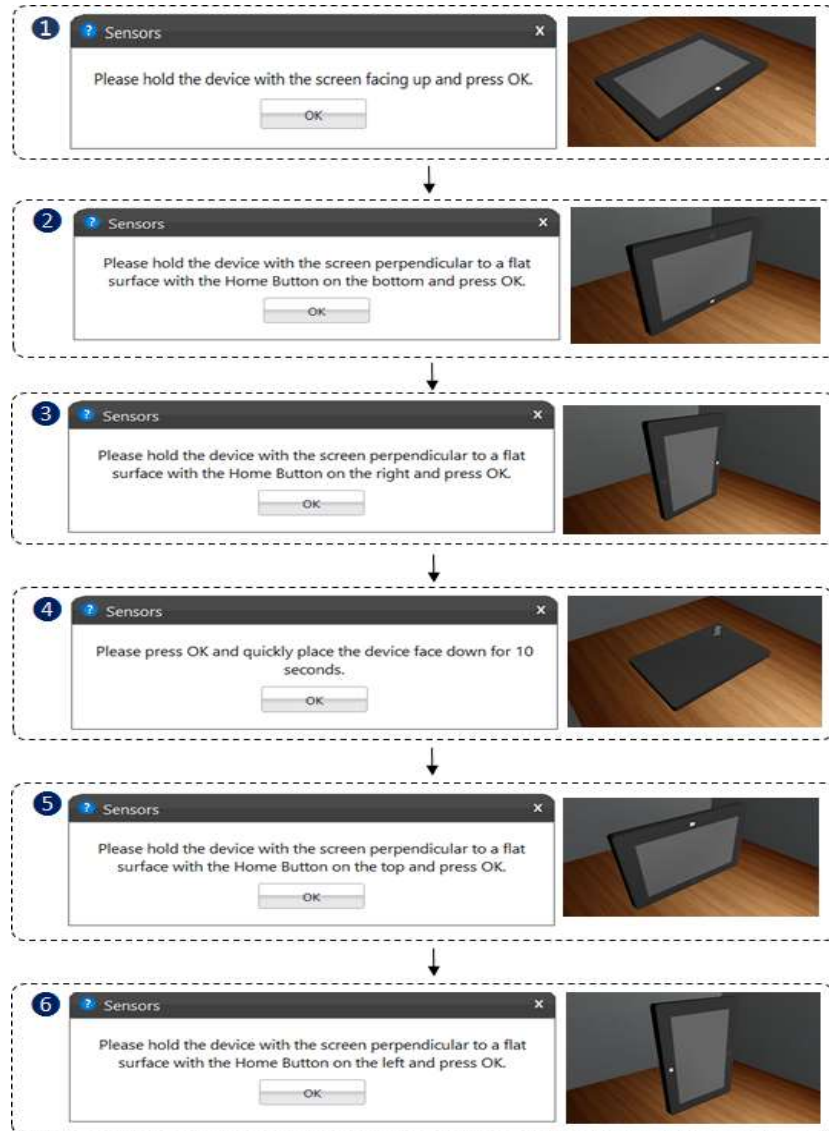 1
? Sensors x
Please hold the device with the screen facing up and press OK.
OK
2
? Sensors x
Please hold the device with the screen perpendicular to a flat
surface with the Home Button on the bottom and press OK.
OK
3
? Sensors x
Please hold the device with the screen perpendicular to a flat
surface with the Home Button on the right and press OK.
OK
4
? Sensors x
Please press OK and quickly place the device face down for 10
seconds.
OK
5
? Sensors x
Please hold the device with the screen perpendicular to a flat
surface with the Home Button on the top and press OK.
OK
6
? Sensors x
Please hold the device with the screen perpendicular to a flat
surface with the Home Button on the left and press OK.
OK